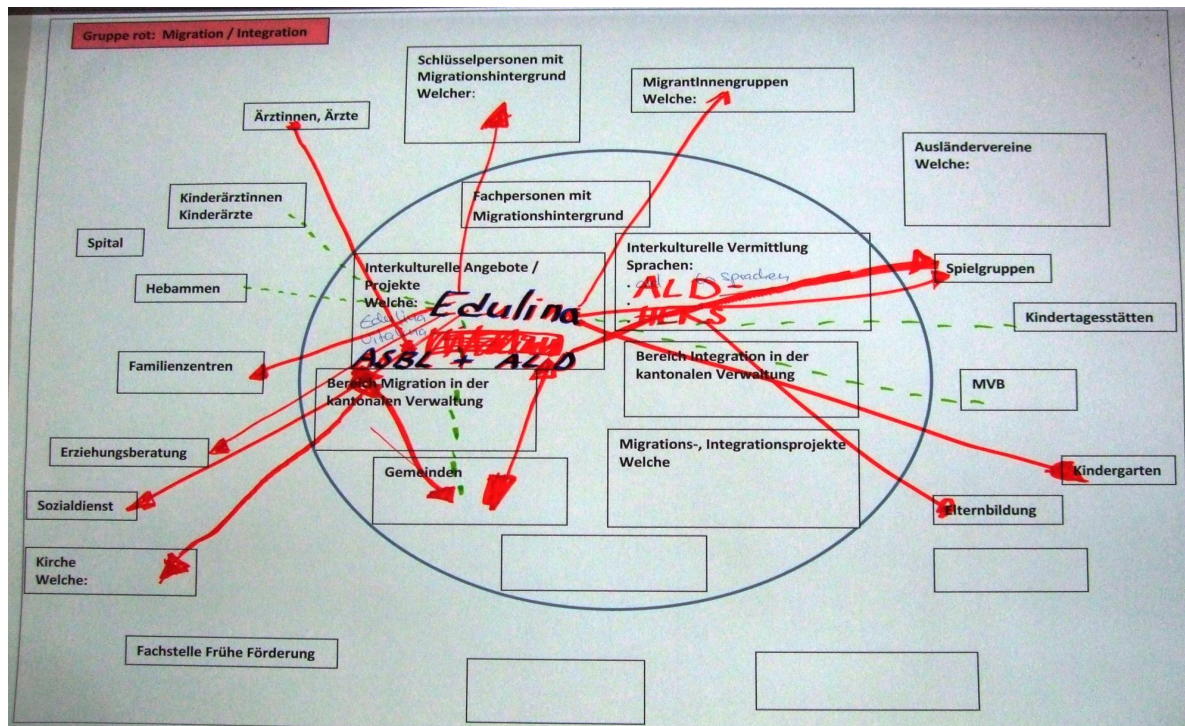 Gruppe rot: Migration / Integration
Schlüsselpersonen mit
Migrationshintergrund
Welcher:
MigrantInnengruppen
Welche:
Ärztinnen, Ärzte
Ausländervereine
Welche:
Kinderärztinnen
Kinderärzte
Fachpersonen mit
Migrationshintergrund
Spital
Interkulturelle Vermittlung
Sprachen:
Sprachen
ALD-
HEKS
Interkulturelle Angebote /
Projekte
Welche:
Edulina
Vitalina
Edulina
ASBL + ALD
Spielgruppen
Hebammen
Kindertagesstätten
Familienzentren
Bereich Integration in der
kantonalen Verwaltung
Bereich Migration in der
kantonalen Verwaltung
MVB
Erziehungsberatung
Gemeinden
Migrations-, Integrationsprojekte
Welche
Kindergarten
Sozialdienst
Elternbildung
Kirche
Welche:
Fachstelle Frühe Förderung